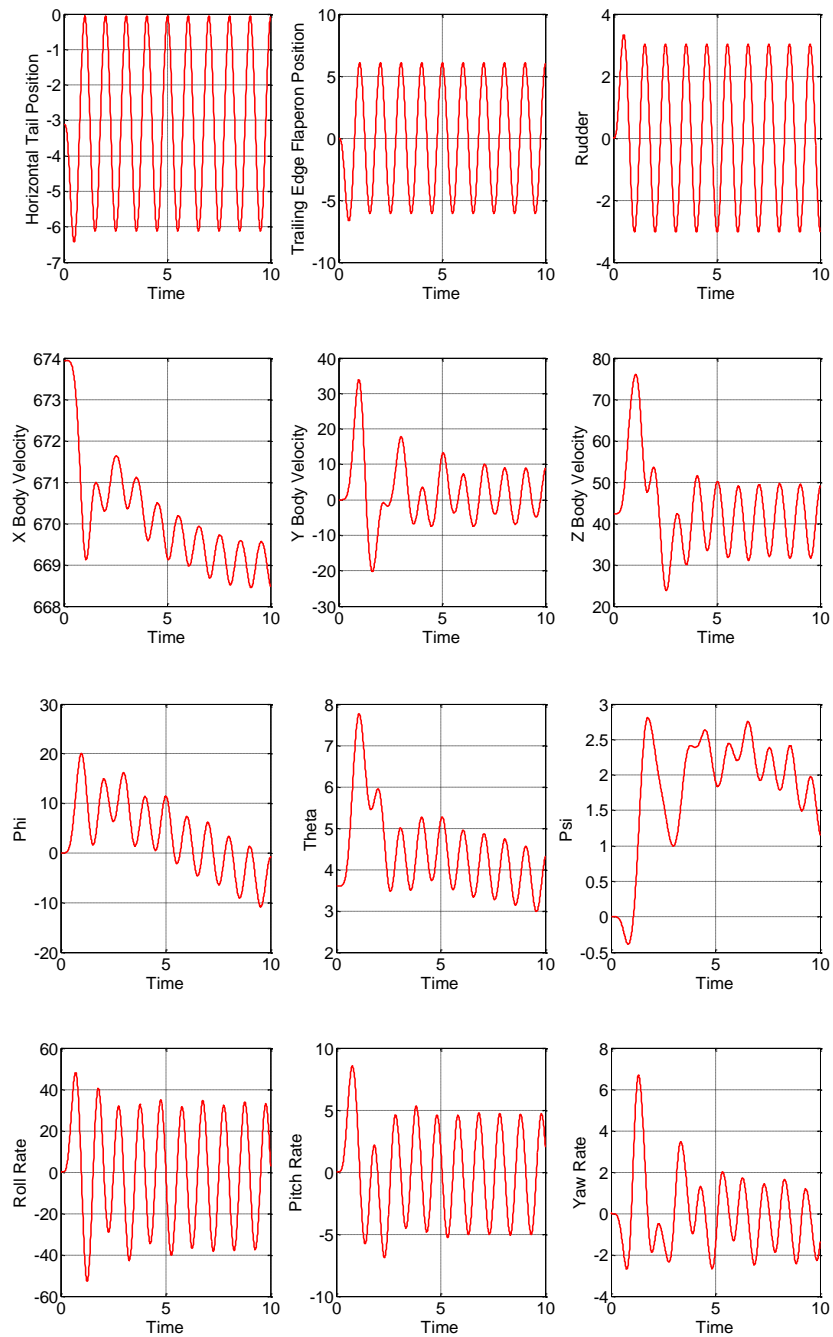 0
-1
-2
-3
-4
-5
-6
-7
0 5 10
Horizontal Tail Position
Time
10
5
0
-5
-10
0 5 10
Trailing Edge Flaperon Position
Time
4
2
0
-2
-4
0 5 10
Rudder
Time
674
673
672
671
670
669
668
0 5 10
X Body Velocity
Time
40
30
20
10
0
-10
-20
-30
0 5 10
Y Body Velocity
Time
80
70
60
50
40
30
20
0 5 10
Z Body Velocity
Time
30
20
10
0
-10
-20
0 5 10
Phi
Time
8
7
6
5
4
3
2
0 5 10
Theta
Time
3
2.5
2
1.5
1
0.5
0
-0.5
0 5 10
Psi
Time
60
40
20
0
-20
-40
-60
0 5 10
Roll Rate
Time
10
5
0
-5
-10
0 5 10
Pitch Rate
Time
8
6
4
2
0
-2
-4
0 5 10
Yaw Rate
Time